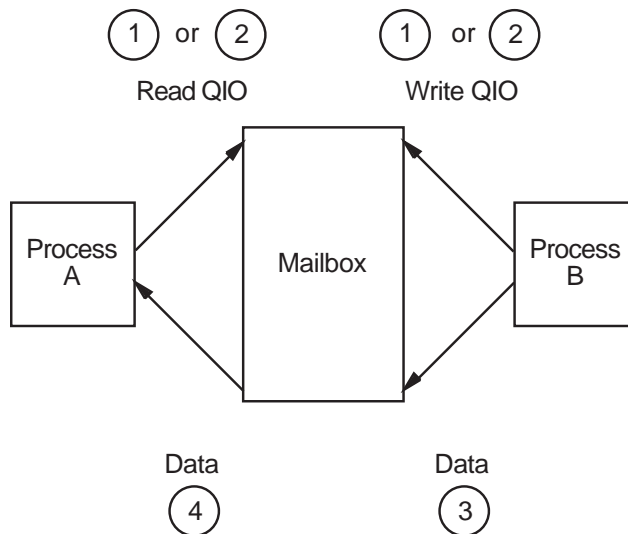 1 or 2
1 or 2
Read QIO
Write QIO
Process
A
Mailbox
Process
B
Data
Data
4
3